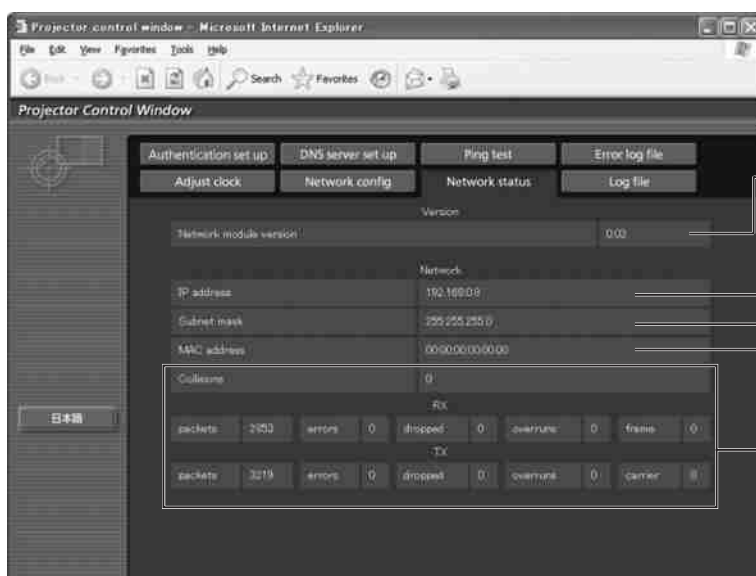 Projector control window - Microsoft Internet Explorer
File Edit View Favorites Tools Help
Back Search Favorites
Projector Control Window
Authentication set up DNS server set up Ping test Error log file
Adjust clock Network config Network status Log file
Version
Network module version 0.03
Network
IP address 192.168.0.8
Subnet mask 255.255.255.0
MAC address 00:00:00:00:00:00
Collisions 0
RX
packets 2953 errors 0 dropped 0 overruns 0 frame 0
TX
packets 3219 errors 0 dropped 0 overruns 0 carrier 0
日本語